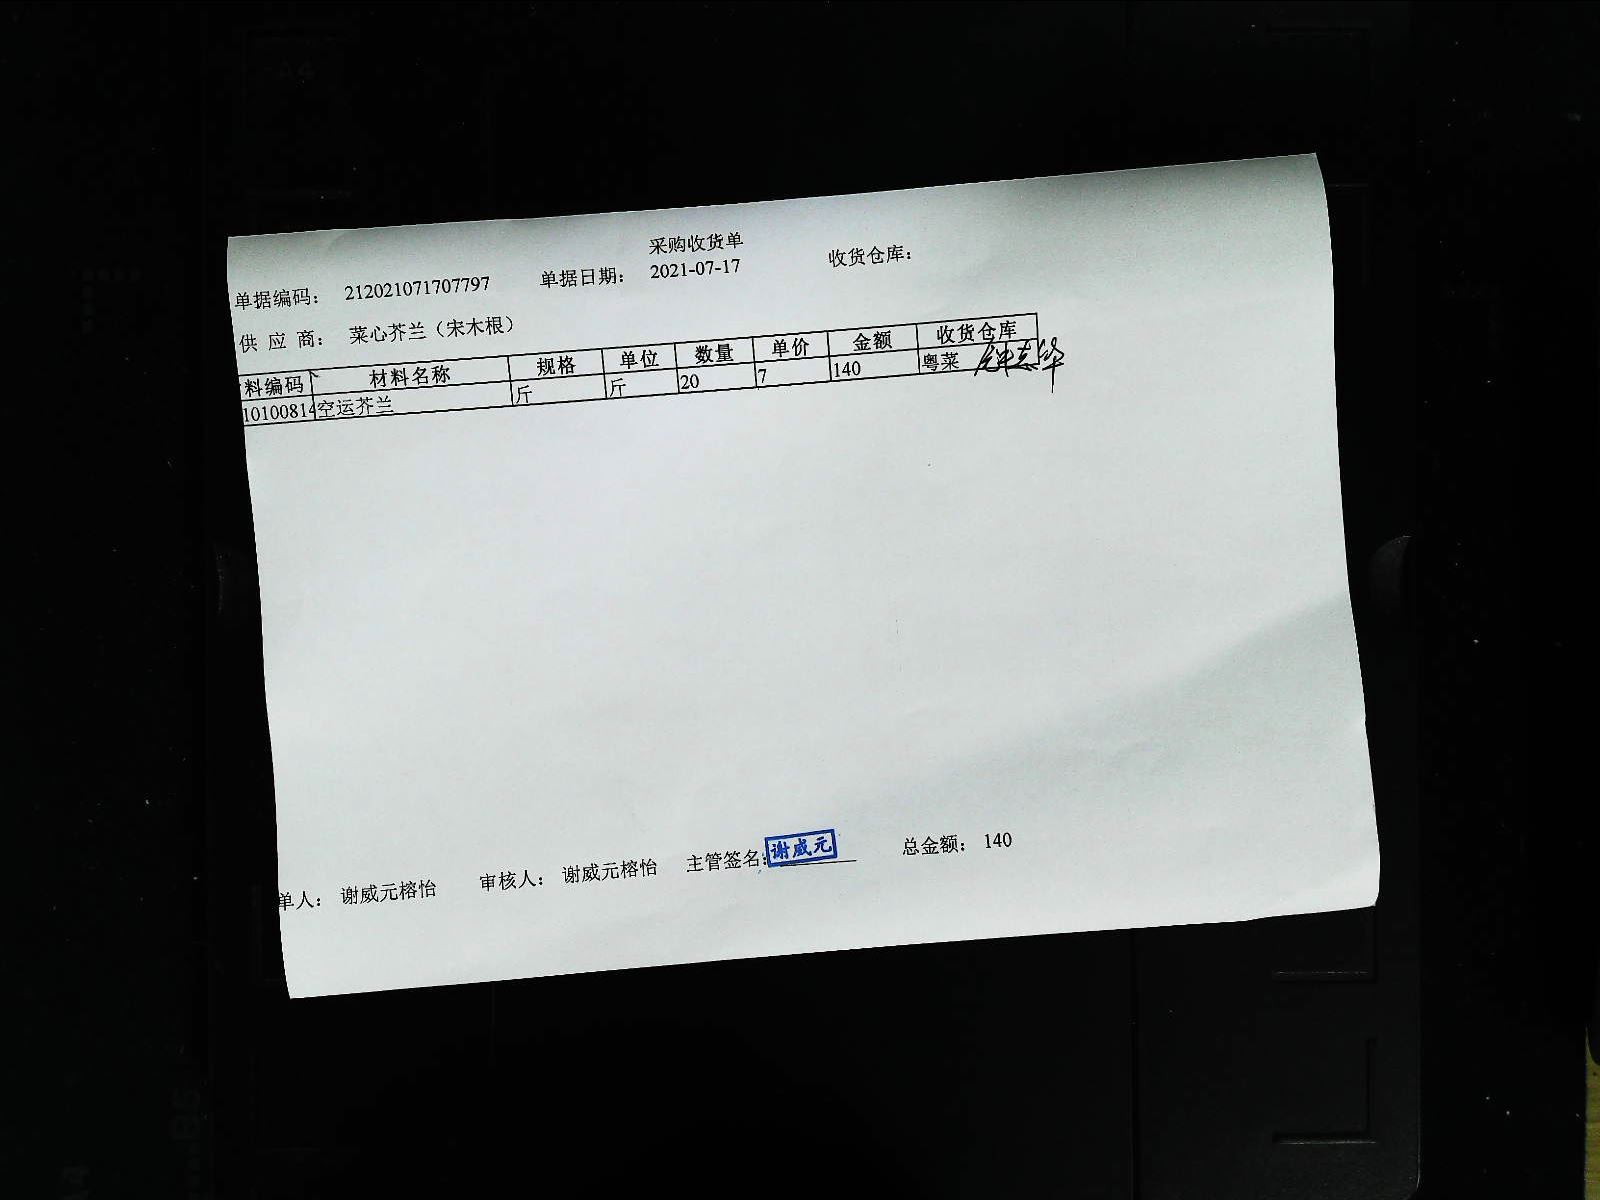 采购收货单
单据编码: 212021071707797 单据日期: 2021-07-17 收货仓库:
供 应 商: 菜心芥兰（宋木根）
料编码 材料名称 规格 单位 数量 单价 金额 收货仓库
10100814 空运芥兰 斤 斤 20 7 140 粤菜
单人: 谢威元榕怡 审核人: 谢威元榕怡 主管签名: 谢威元 总金额: 140
A4
B5